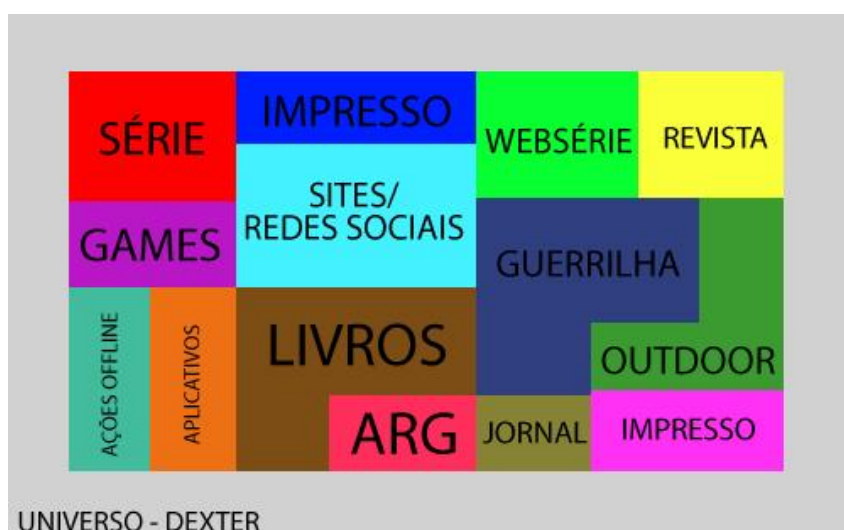 SÉRIE
IMPRESSO
WEBSÉRIE
REVISTA
SITES/
REDES SOCIAIS
GAMES
GUERRILHA
AÇÕES OFFLINE
APLICATIVOS
LIVROS
OUTDOOR
ARG
JORNAL
IMPRESSO
UNIVERSO - DEXTER